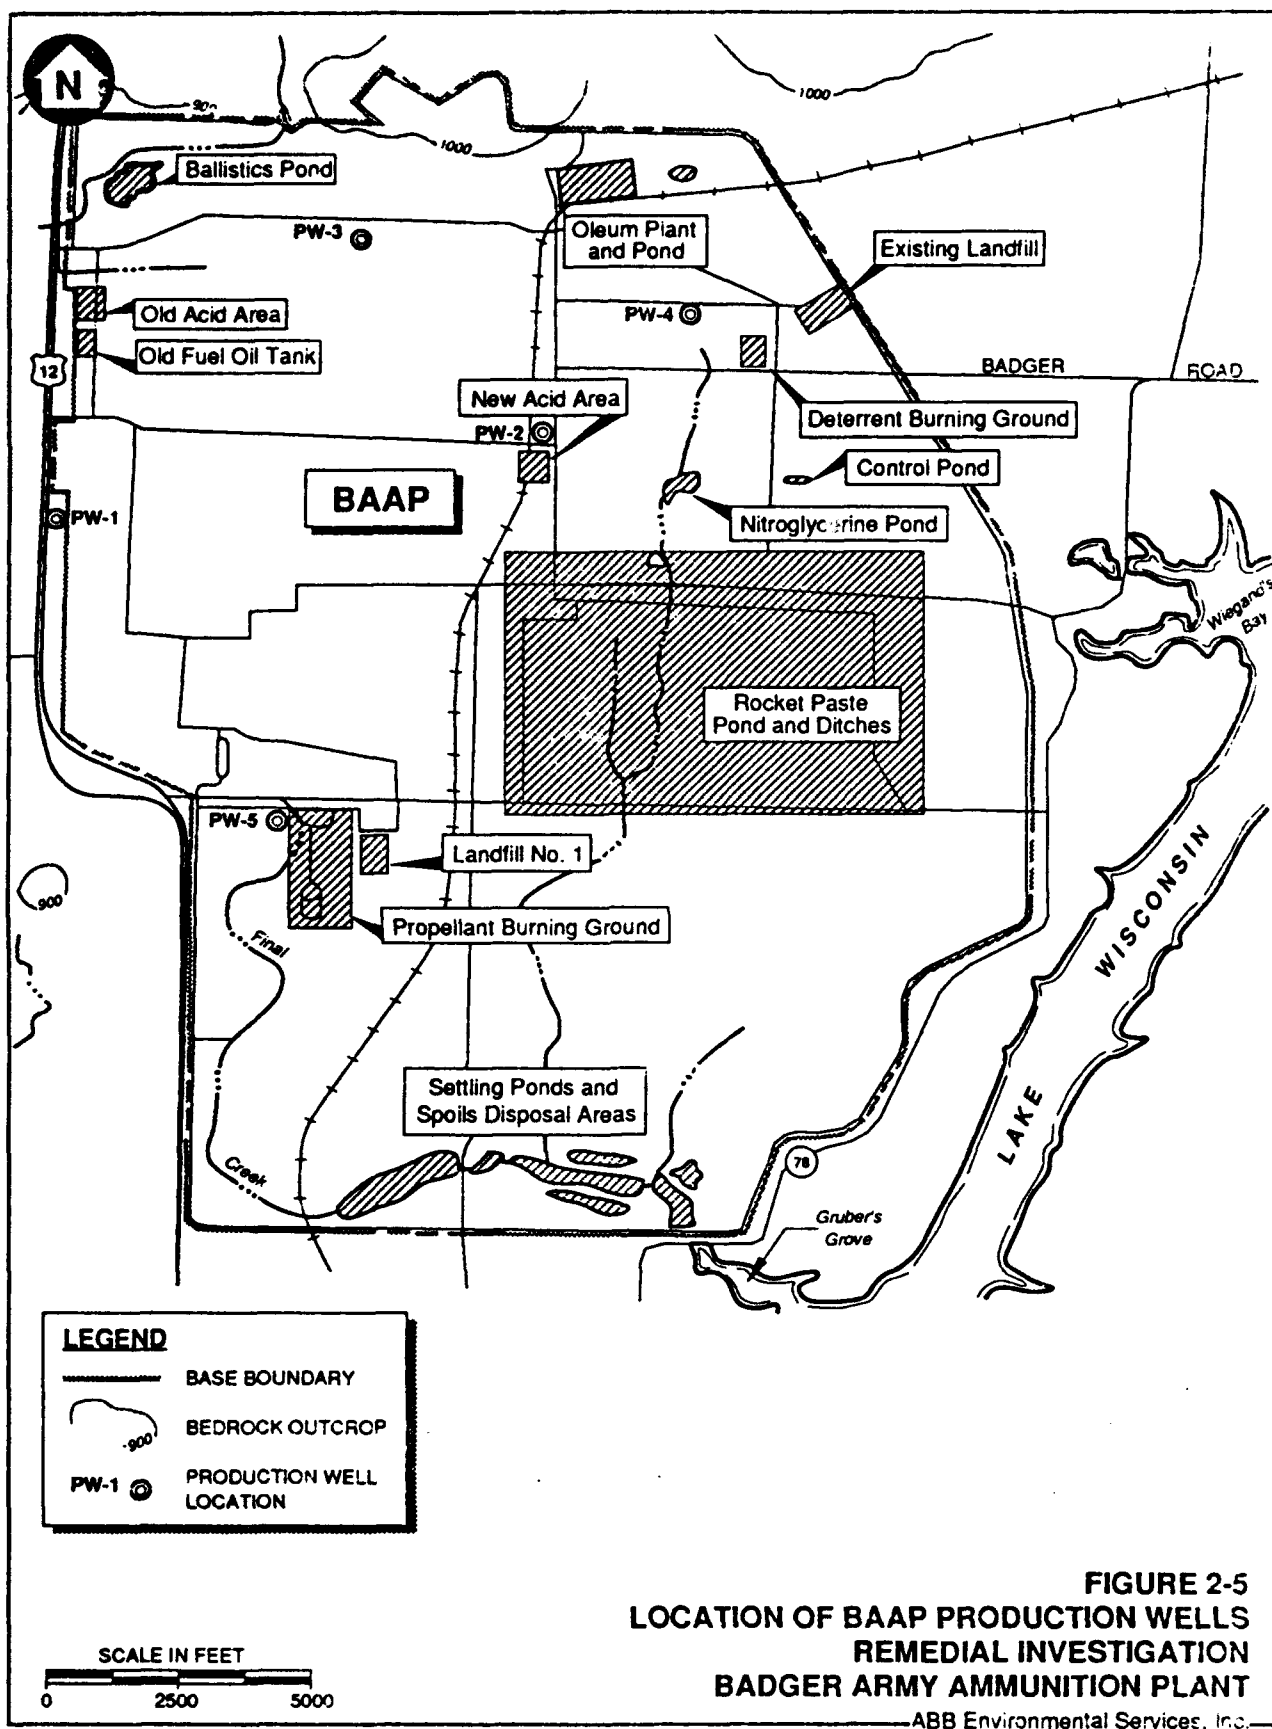 N
900
1000
1000
Ballistics Pond
PW-3
Oleum Plant
and Pond
Existing Landfill
Old Acid Area
PW-4
Old Fuel Oil Tank
12
BADGER ROAD
New Acid Area
Deterrent Burning Ground
PW-2
Control Pond
BAAP
PW-1
Nitroglycerine Pond
Wiegand's
Bay
Rocket Paste
Pond and Ditches
PW-5
Landfill No. 1
900
Propellant Burning Ground
Final
LAKE WISCONSIN
Settling Ponds and
Spoils Disposal Areas
78
Creek
Gruber's
Grove
LEGEND
BASE BOUNDARY
-900
BEDROCK OUTCROP
PW-1
PRODUCTION WELL
LOCATION
FIGURE 2-5
LOCATION OF BAAP PRODUCTION WELLS
REMEDIAL INVESTIGATION
BADGER ARMY AMMUNITION PLANT
SCALE IN FEET
0 2500 5000
ABB Environmental Services, Inc.